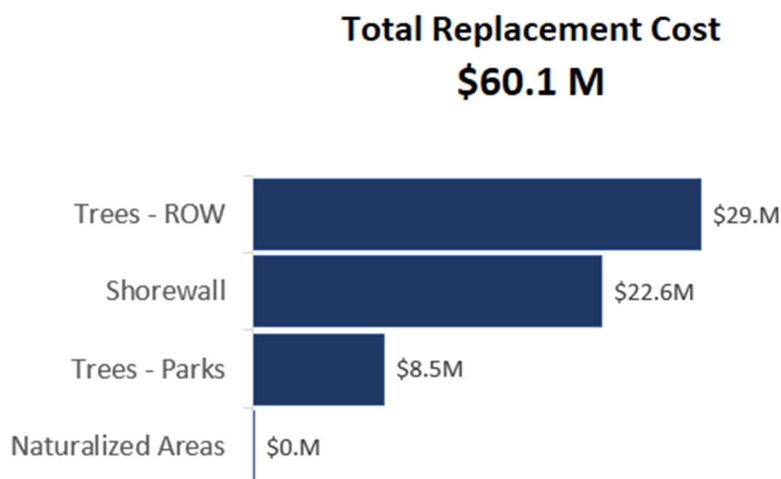 Total Replacement Cost
$60.1 M
Trees - ROW $29.M
Shorewall $22.6M
Trees - Parks $8.5M
Naturalized Areas $0.M